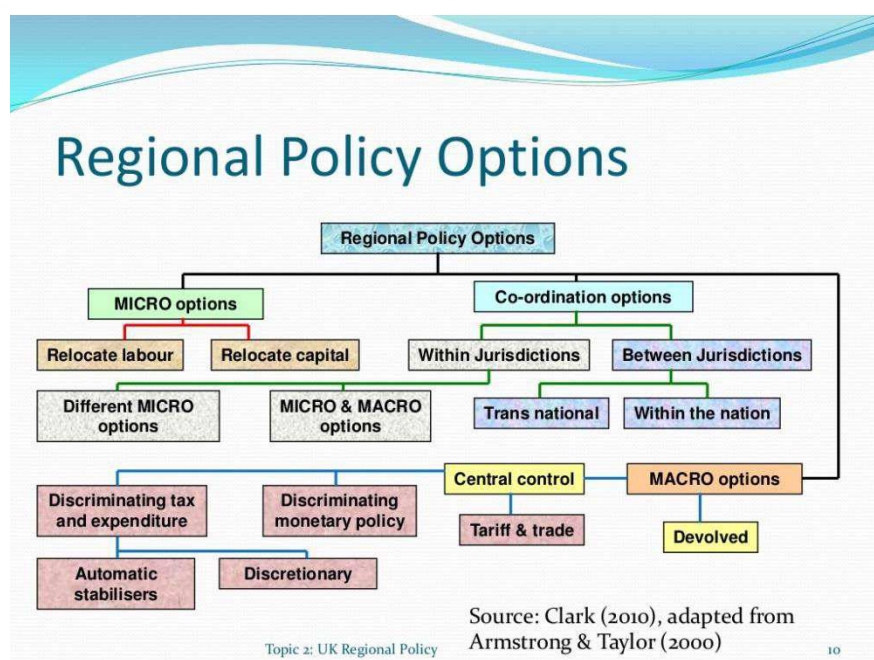 Regional Policy Options
Regional Policy Options
MICRO options
Co-ordination options
Relocate labour
Relocate capital
Within Jurisdictions
Between Jurisdictions
Different MICRO
options
MICRO & MACRO
options
Trans national
Within the nation
Central control
MACRO options
Discriminating tax
and expenditure
Discriminating
monetary policy
Tariff & trade
Devolved
Automatic
stabilisers
Discretionary
Source: Clark (2010), adapted from
Armstrong & Taylor (2000)
Topic 2: UK Regional Policy
10